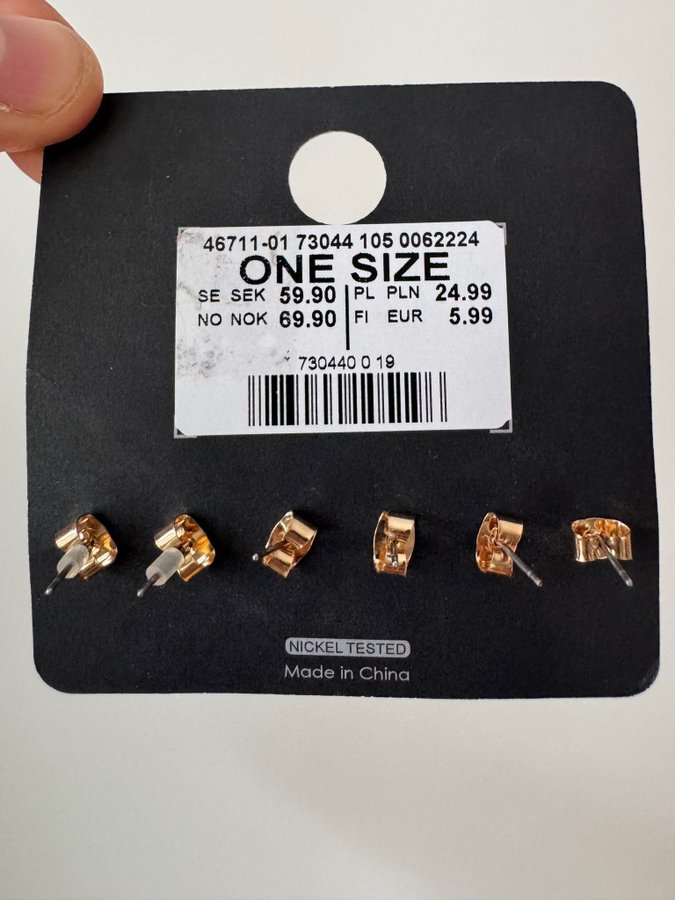 46711-01 73044 105 0062224
ONE SIZE
SE SEK 59.90 PL PLN 24.99
NO NOK 69.90 FI EUR 5.99
730440 0 19
NICKEL TESTED
Made in China